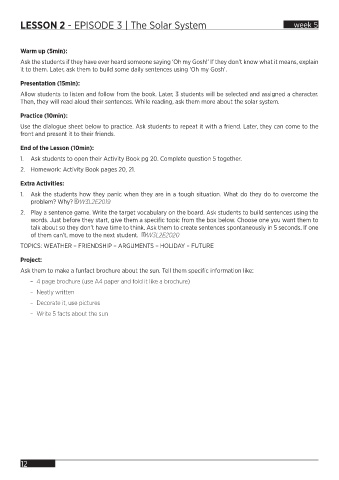 LESSON 2 - EPISODE 3 | The Solar System
week 5
Warm up (5min):
Ask the students if they have ever heard someone saying 'Oh my Gosh!' If they don't know what it means, explain
it to them. Later, ask them to build some daily sentences using 'Oh my Gosh'.
Presentation (15min):
Allow students to listen and follow from the book. Later, 3 students will be selected and assigned a character.
Then, they will read aloud their sentences. While reading, ask them more about the solar system.
Practice (10min):
Use the dialogue sheet below to practice. Ask students to repeat it with a friend. Later, they can come to the
front and present it to their friends.
End of the Lesson (10min):
1. Ask students to open their Activity Book pg 20. Complete question 5 together.
2. Homework: Activity Book pages 20, 21.
Extra Activities:
1. Ask the students how they panic when they are in a tough situation. What do they do to overcome the
problem? Why? W3L2E2019
2. Play a sentence game. Write the target vocabulary on the board. Ask students to build sentences using the
words. Just before they start, give them a specific topic from the box below. Choose one you want them to
talk about so they don't have time to think. Ask them to create sentences spontaneously in 5 seconds. If one
of them can't, move to the next student. W3L2E2020
TOPICS: WEATHER – FRIENDSHIP – ARGUMENTS – HOLIDAY – FUTURE
Project:
Ask them to make a funfact brochure about the sun. Tell them specific information like:
- 4 page brochure (use A4 paper and fold it like a brochure)
- Neatly written
- Decorate it, use pictures
- Write 5 facts about the sun
12